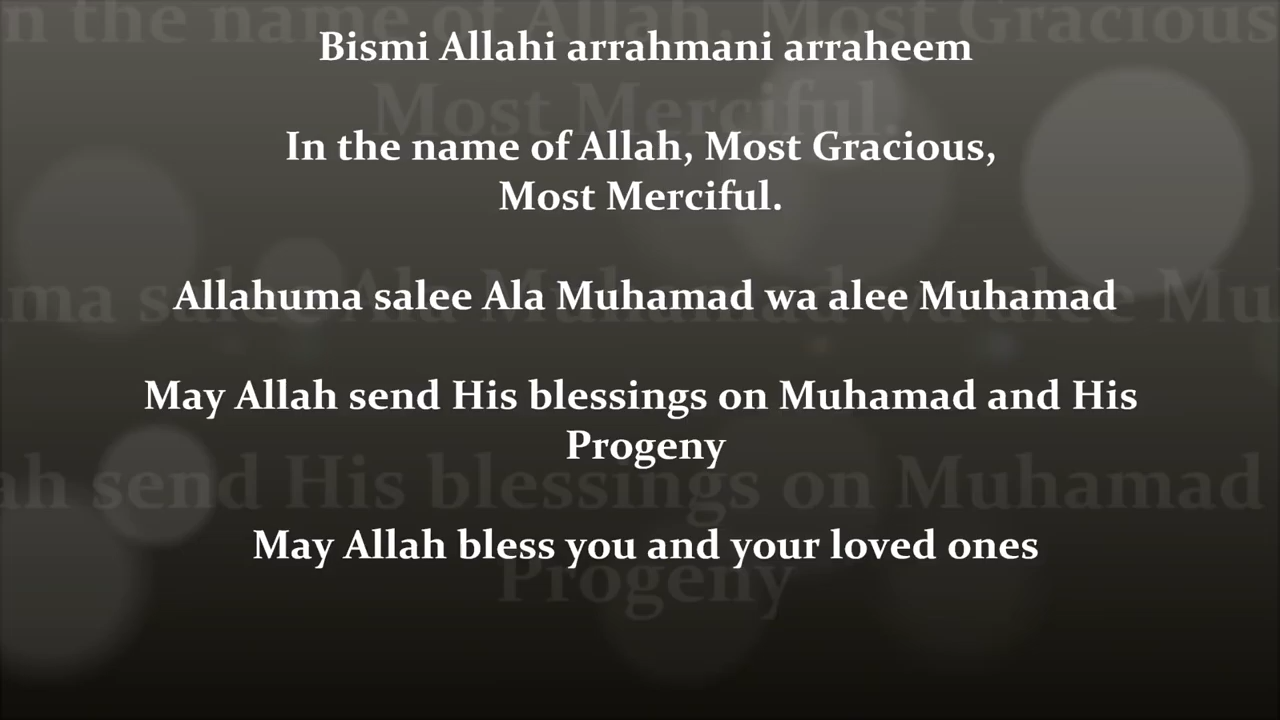 Bismi Allahi arrahmani arraheem
In the name of Allah, Most Gracious,
Most Merciful.
Allahuma salee Ala Muhamad wa alee Muhamad
May Allah send His blessings on Muhamad and His
Progeny
May Allah bless you and your loved ones